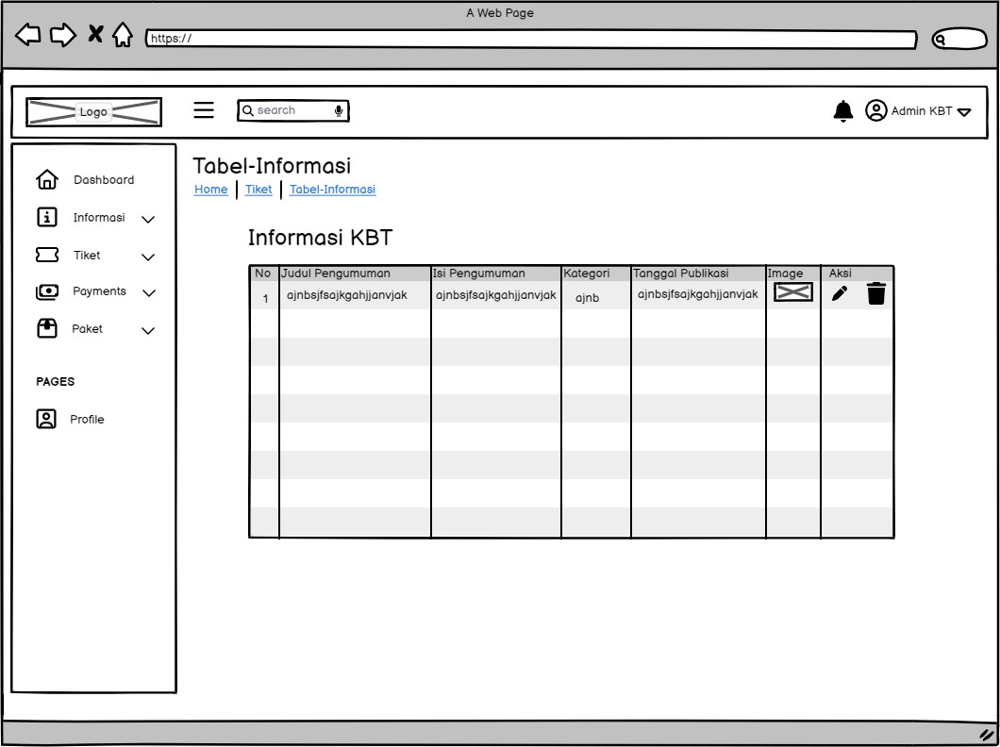 A Web Page
https://
Logo
search
Admin KBT
Dashboard
Informasi
Tiket
Payments
Paket
PAGES
Profile
Tabel-Informasi
Home | Tiket | Tabel-Informasi
Informasi KBT
No Judul Pengumuman Isi Pengumuman Kategori Tanggal Publikasi Image Aksi
1 ajnbsjfsajkgahjjanvjak ajnbsjfsajkgahjjanvjak ajnb ajnbsjfsajkgahjjanvjak